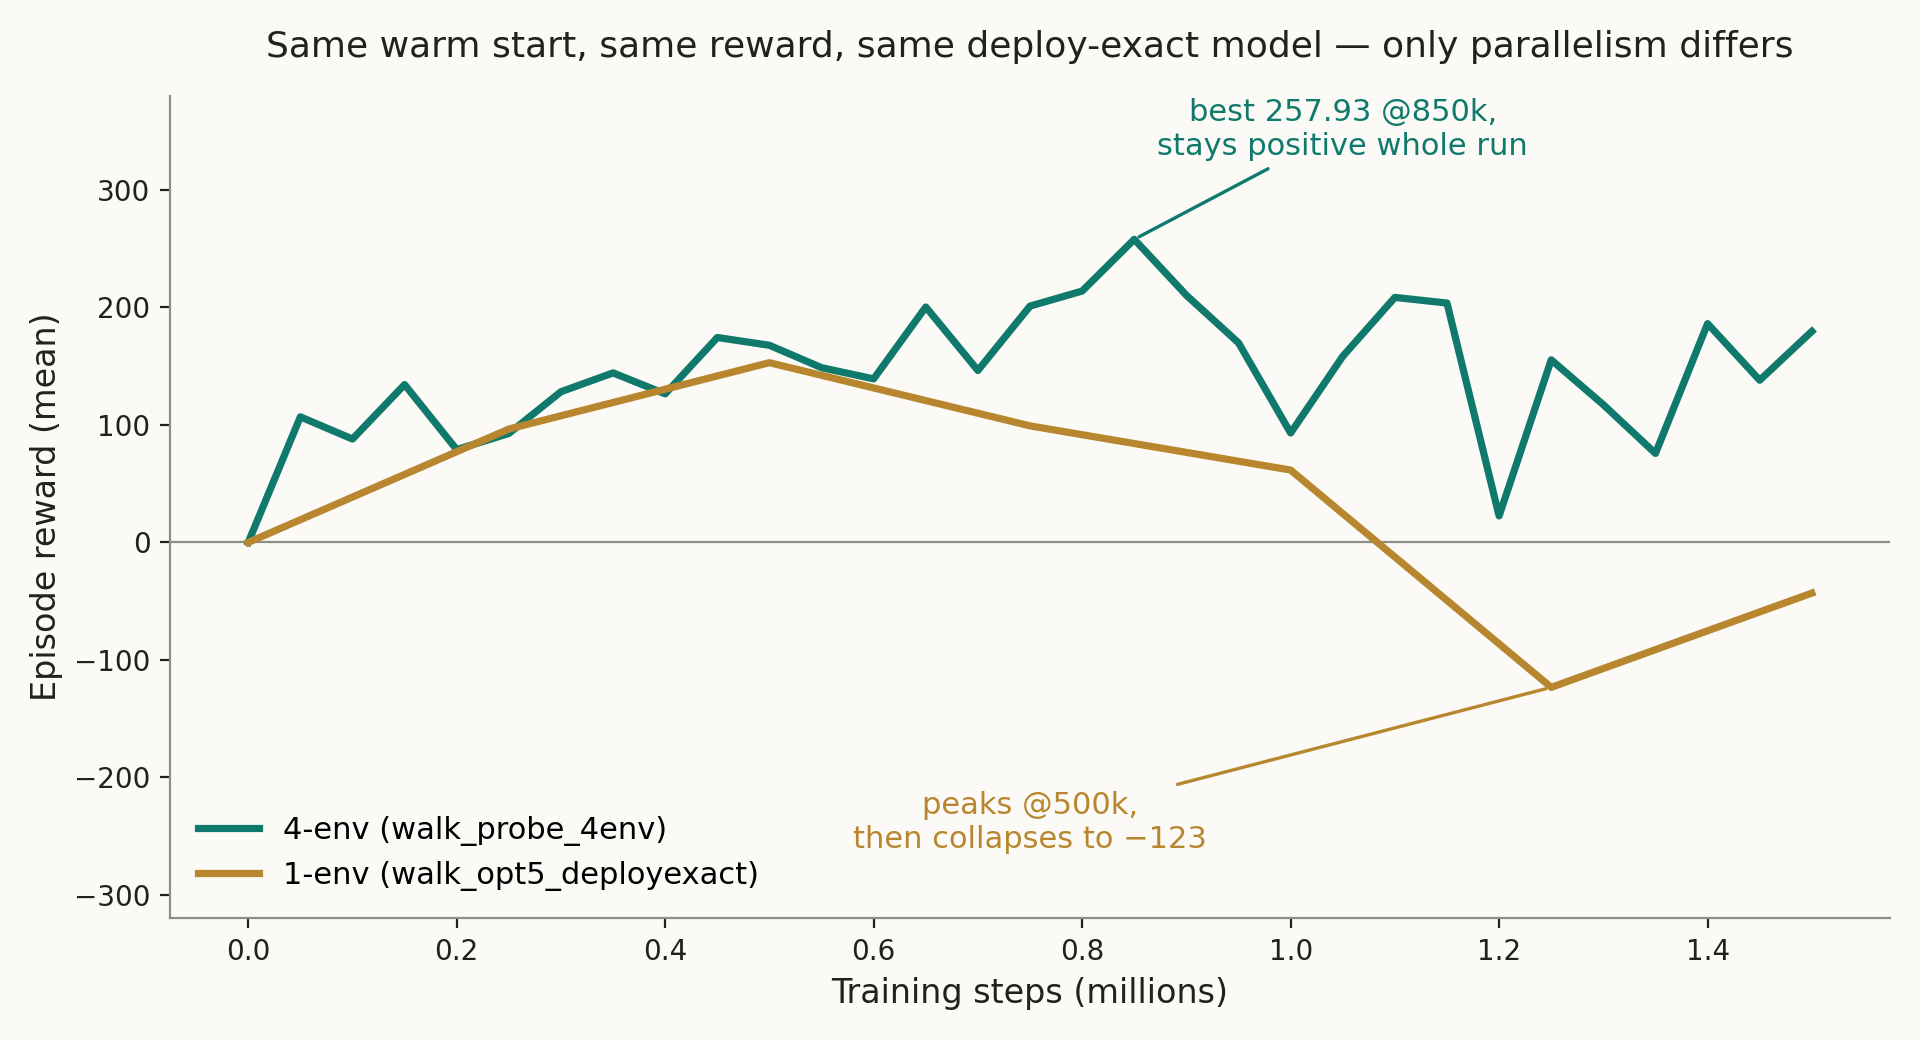 Same warm start, same reward, same deploy-exact model — only parallelism differs
best 257.93 @850k,
stays positive whole run
Episode reward (mean)
300
200
100
0
−100
−200
−300
peaks @500k,
then collapses to −123
4-env (walk_probe_4env)
1-env (walk_opt5_deployexact)
0.0 0.2 0.4 0.6 0.8 1.0 1.2 1.4
Training steps (millions)